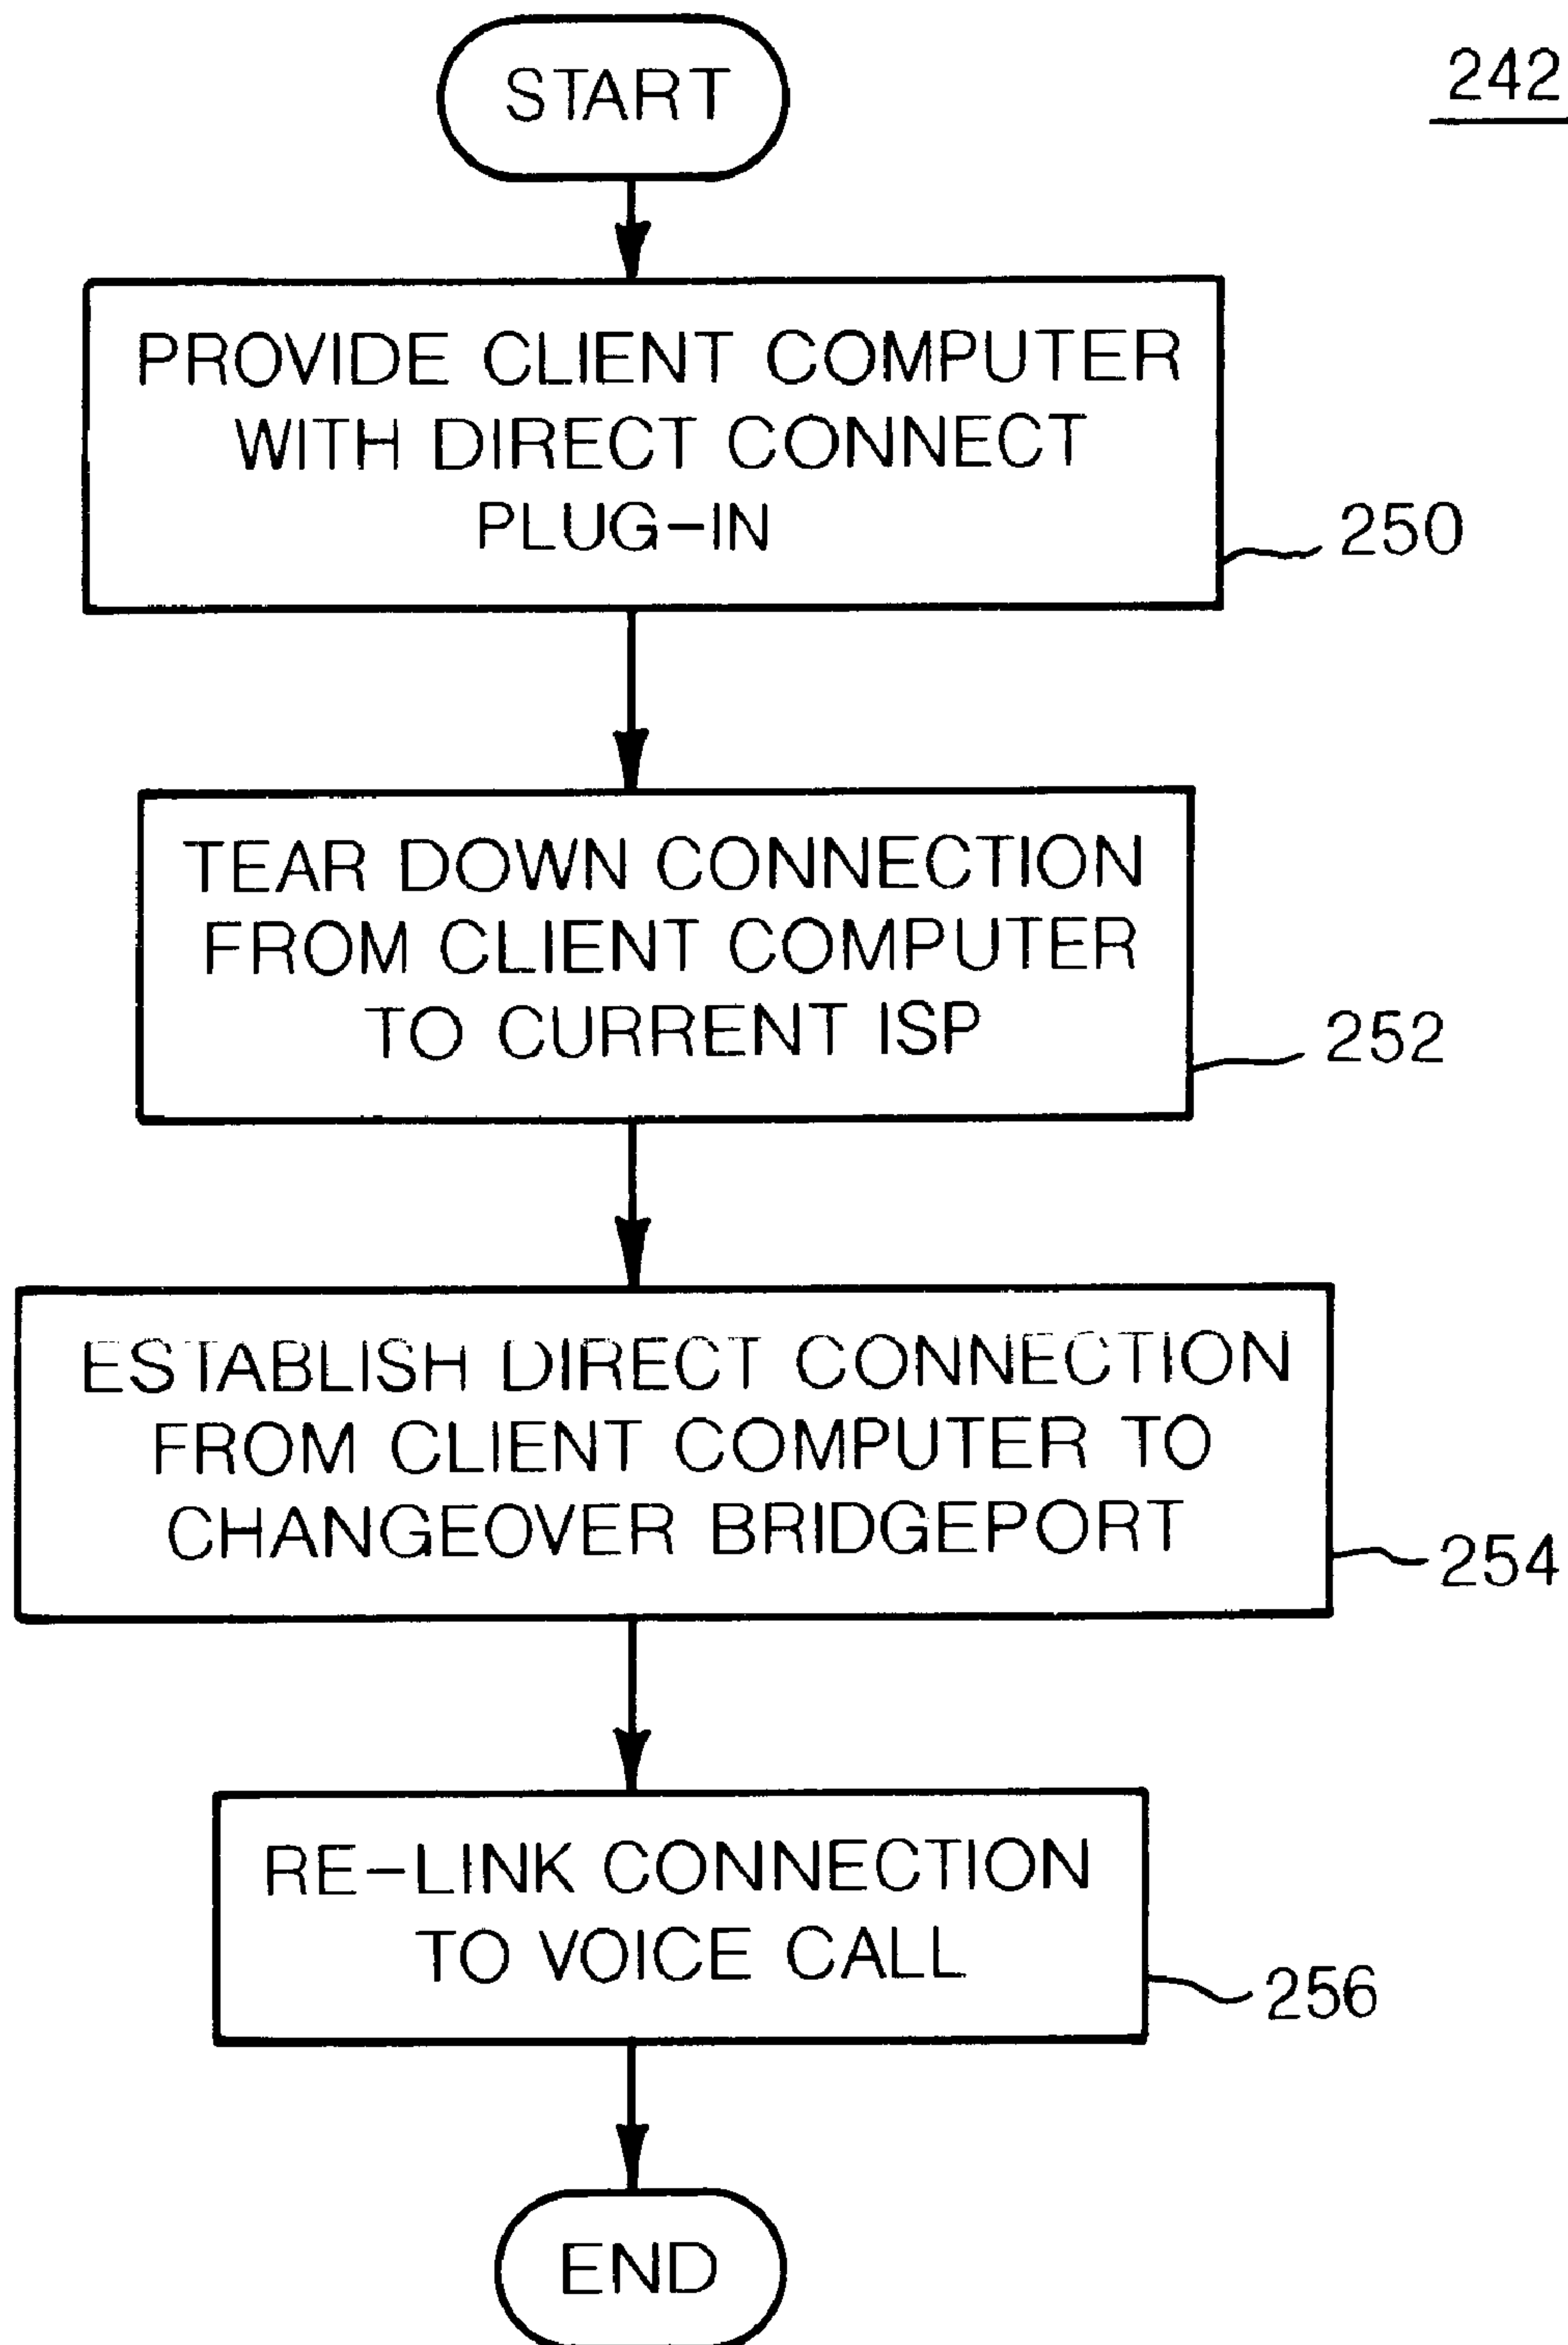 START
242
PROVIDE CLIENT COMPUTER
WITH DIRECT CONNECT
PLUG-IN
250
TEAR DOWN CONNECTION
FROM CLIENT COMPUTER
TO CURRENT ISP
252
ESTABLISH DIRECT CONNECTION
FROM CLIENT COMPUTER TO
CHANGEOVER BRIDGEPORT
254
RE-LINK CONNECTION
TO VOICE CALL
256
END